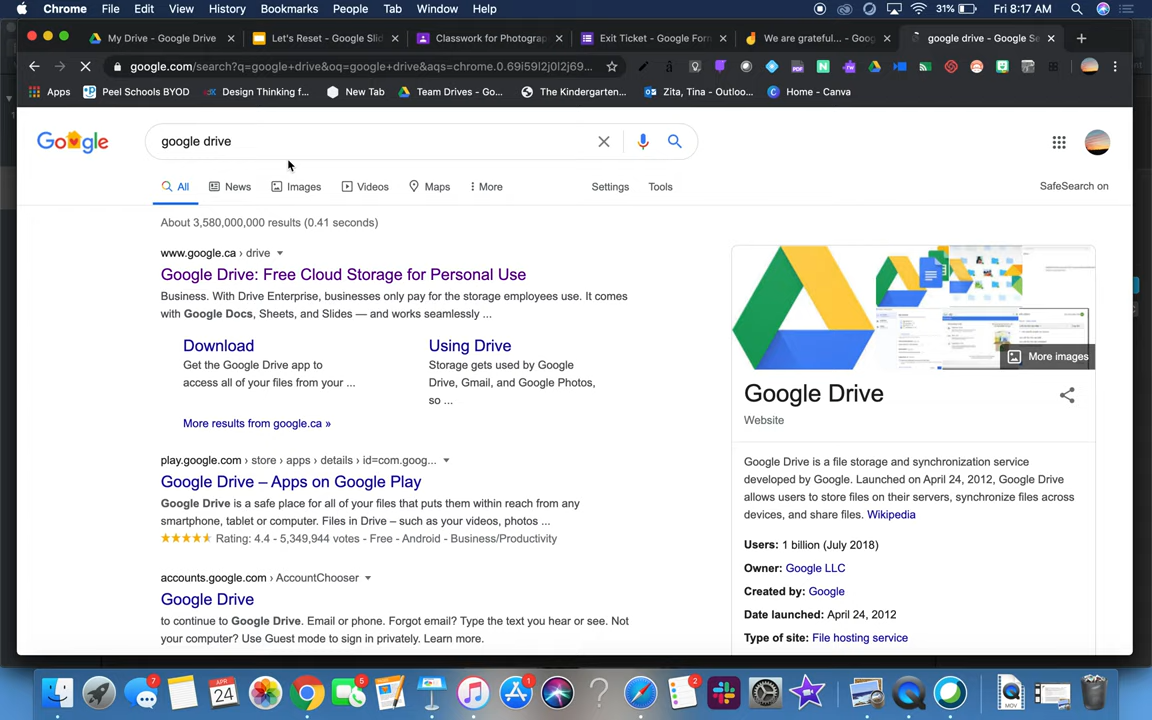 Chrome File Edit View History Bookmarks People Tab Window Help 31% Fri 8:17 AM
My Drive - Google Drive Let's Reset - Google Slid Classwork for Photograp Exit Ticket - Google Forn We are grateful... - Goog google drive - Google Se
google.com/search?q=google+drive&oq=google+drive&aqs=chrome.0.69i59l2j0l2j69...
Apps Peel Schools BYOD Design Thinking f... New Tab Team Drives - Go... The Kindergarten... Zita, Tina - Outloo... Home - Canva
Google google drive
All News Images Videos Maps More Settings Tools SafeSearch on
About 3,580,000,000 results (0.41 seconds)
www.google.ca › drive
Google Drive: Free Cloud Storage for Personal Use
Business. With Drive Enterprise, businesses only pay for the storage employees use. It comes
with Google Docs, Sheets, and Slides — and works seamlessly ...
Download
Get the Google Drive app to
access all of your files from your ...
Using Drive
Storage gets used by Google
Drive, Gmail, and Google Photos,
so ...
More results from google.ca »
play.google.com › store › apps › details › id=com.goog...
Google Drive – Apps on Google Play
Google Drive is a safe place for all of your files that puts them within reach from any
smartphone, tablet or computer. Files in Drive – such as your videos, photos ...
Rating: 4.4 - 5,349,944 votes - Free - Android - Business/Productivity
accounts.google.com › AccountChooser
Google Drive
to continue to Google Drive. Email or phone. Forgot email? Type the text you hear or see. Not
your computer? Use Guest mode to sign in privately. Learn more.
More images
Google Drive
Website
Google Drive is a file storage and synchronization service
developed by Google. Launched on April 24, 2012, Google Drive
allows users to store files on their servers, synchronize files across
devices, and share files. Wikipedia
Users: 1 billion (July 2018)
Owner: Google LLC
Created by: Google
Date launched: April 24, 2012
Type of site: File hosting service
7 APR 24 5 1 2 MOV